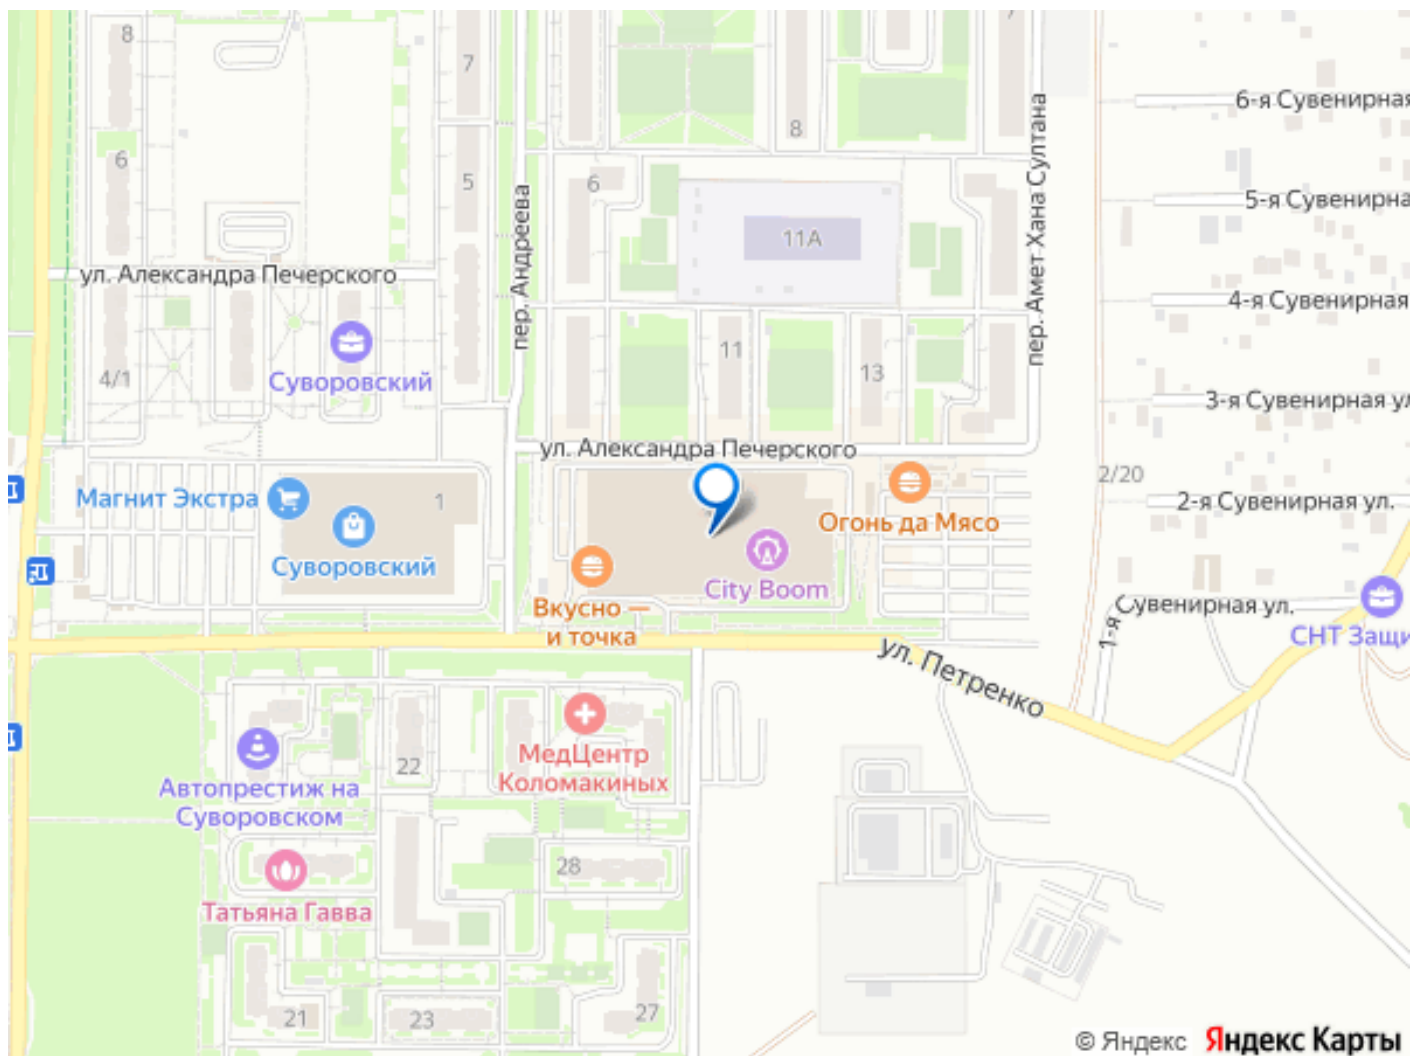 8
7
7
6-я Сувенирная
6
8
5
6
5-я Сувенирна
пер. Андреева
пер. Амет-Хана Султана
11А
ул. Александра Печерского
4-я Сувенирная
11
13
4/1
Суворовский
3-я Сувенирная ул
ул. Александра Печерского
2/20
Магнит Экстра
1
2-я Сувенирная ул.
Огонь да Мясо
Суворовский
City Boom
Вкусно —
и точка
1-я
Сувенирная ул.
СНТ Защи
ул. Петренко
МедЦентр
Коломакиных
22
Автопрестиж на
Суворовском
28
Татьяна Гавва
21
23
27
© Яндекс Яндекс Карты